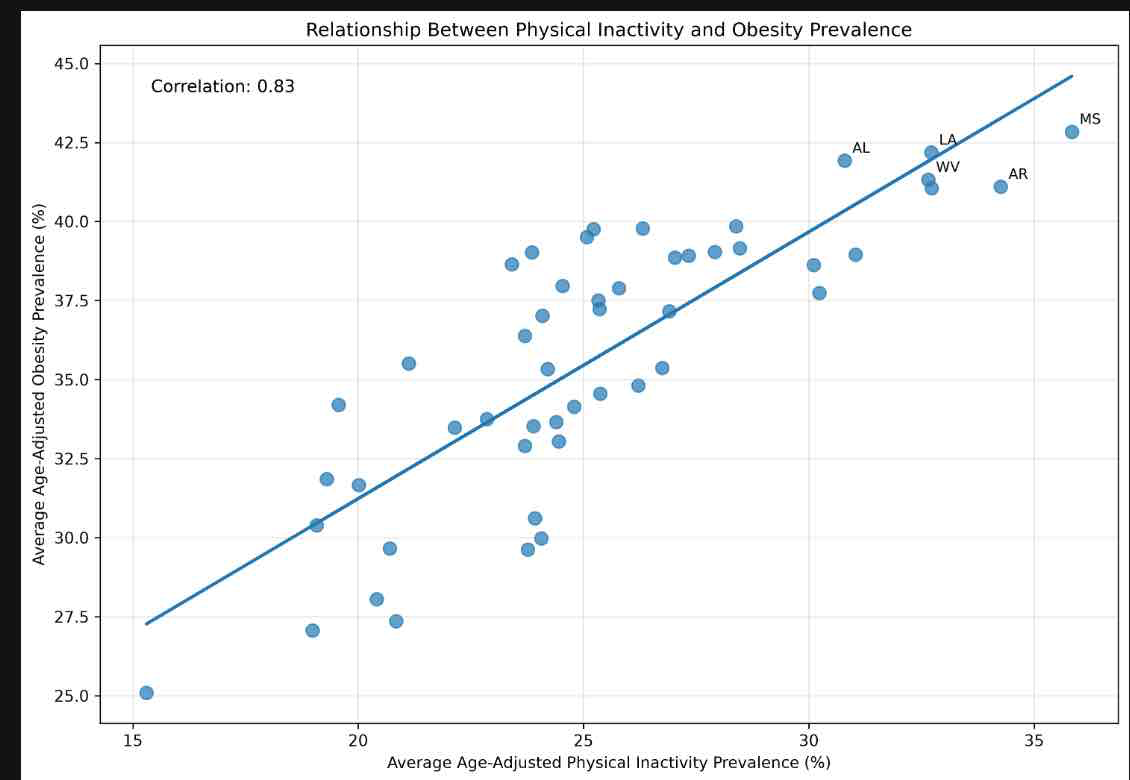 Relationship Between Physical Inactivity and Obesity Prevalence
Correlation: 0.83
45.0
42.5
40.0
37.5
35.0
32.5
30.0
27.5
25.0
Average Age-Adjusted Obesity Prevalence (%)
MS
LA
AL
WV
AR
15
20
25
30
35
Average Age-Adjusted Physical Inactivity Prevalence (%)